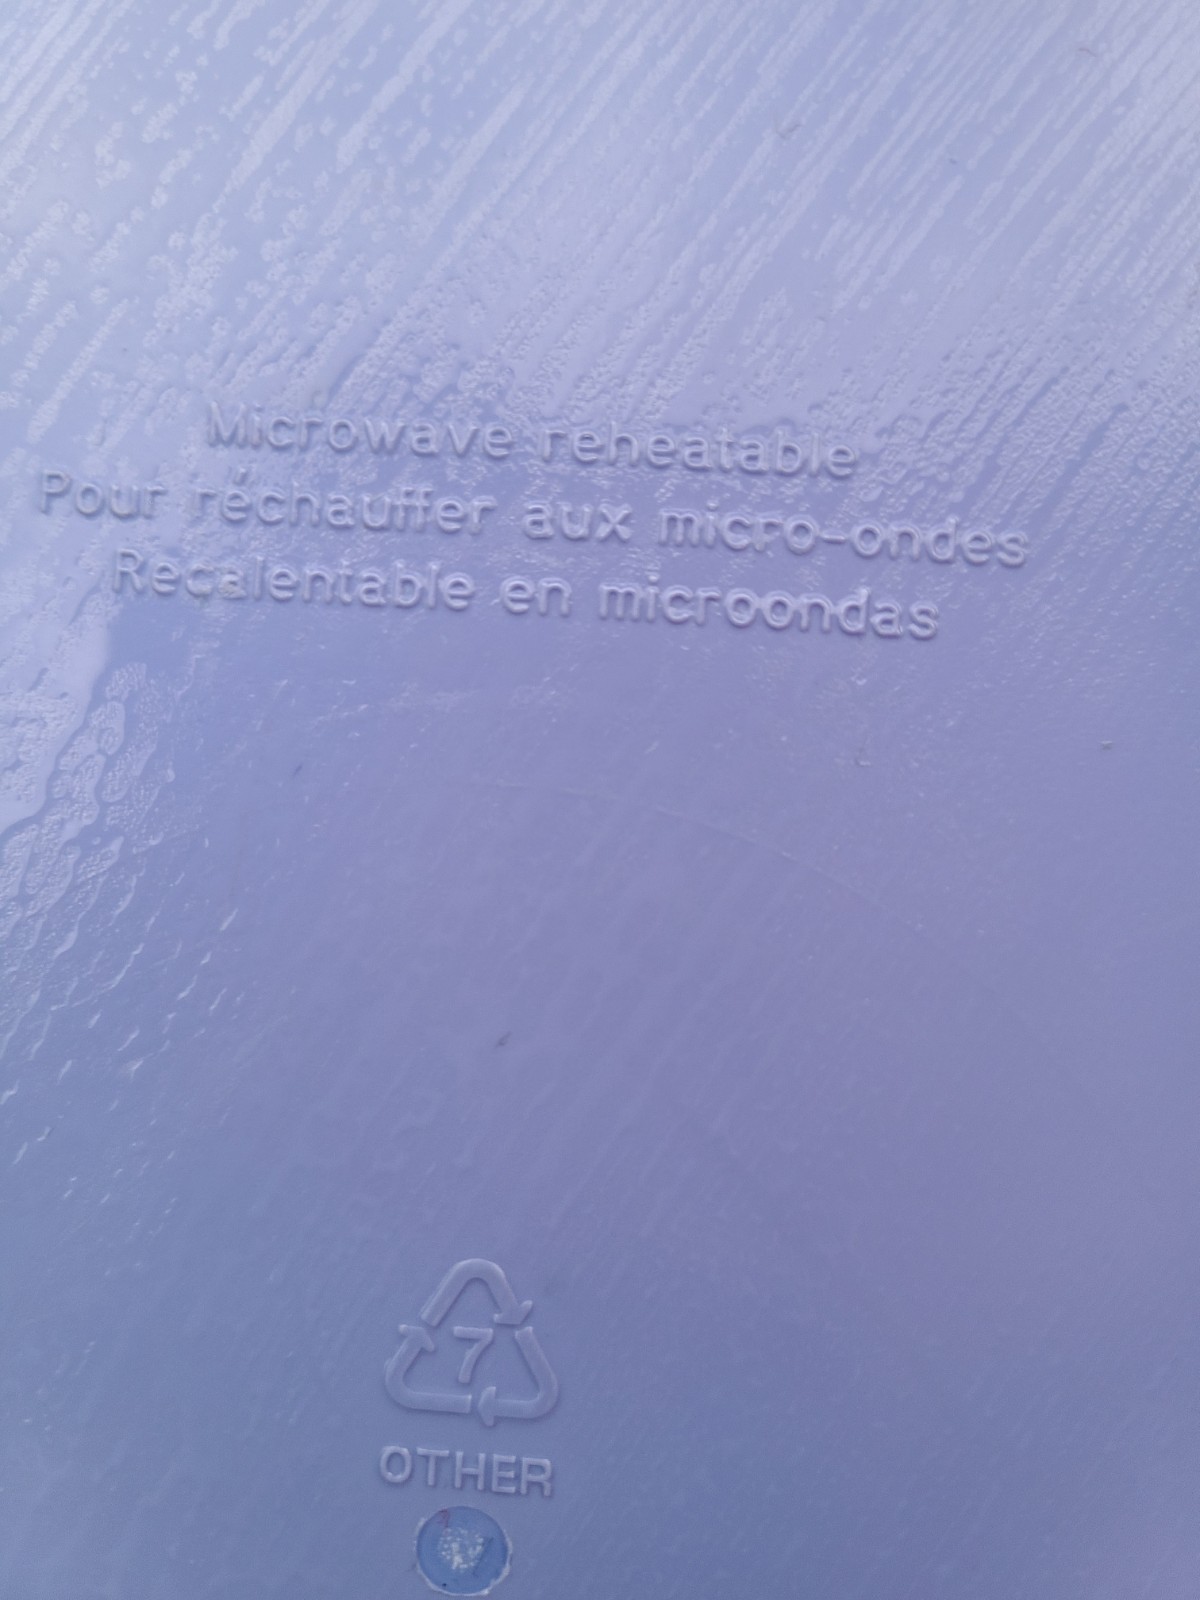 Microwave reheatable
Pour réchauffer aux micro-ondes
Recalentable en microondas
7
OTHER